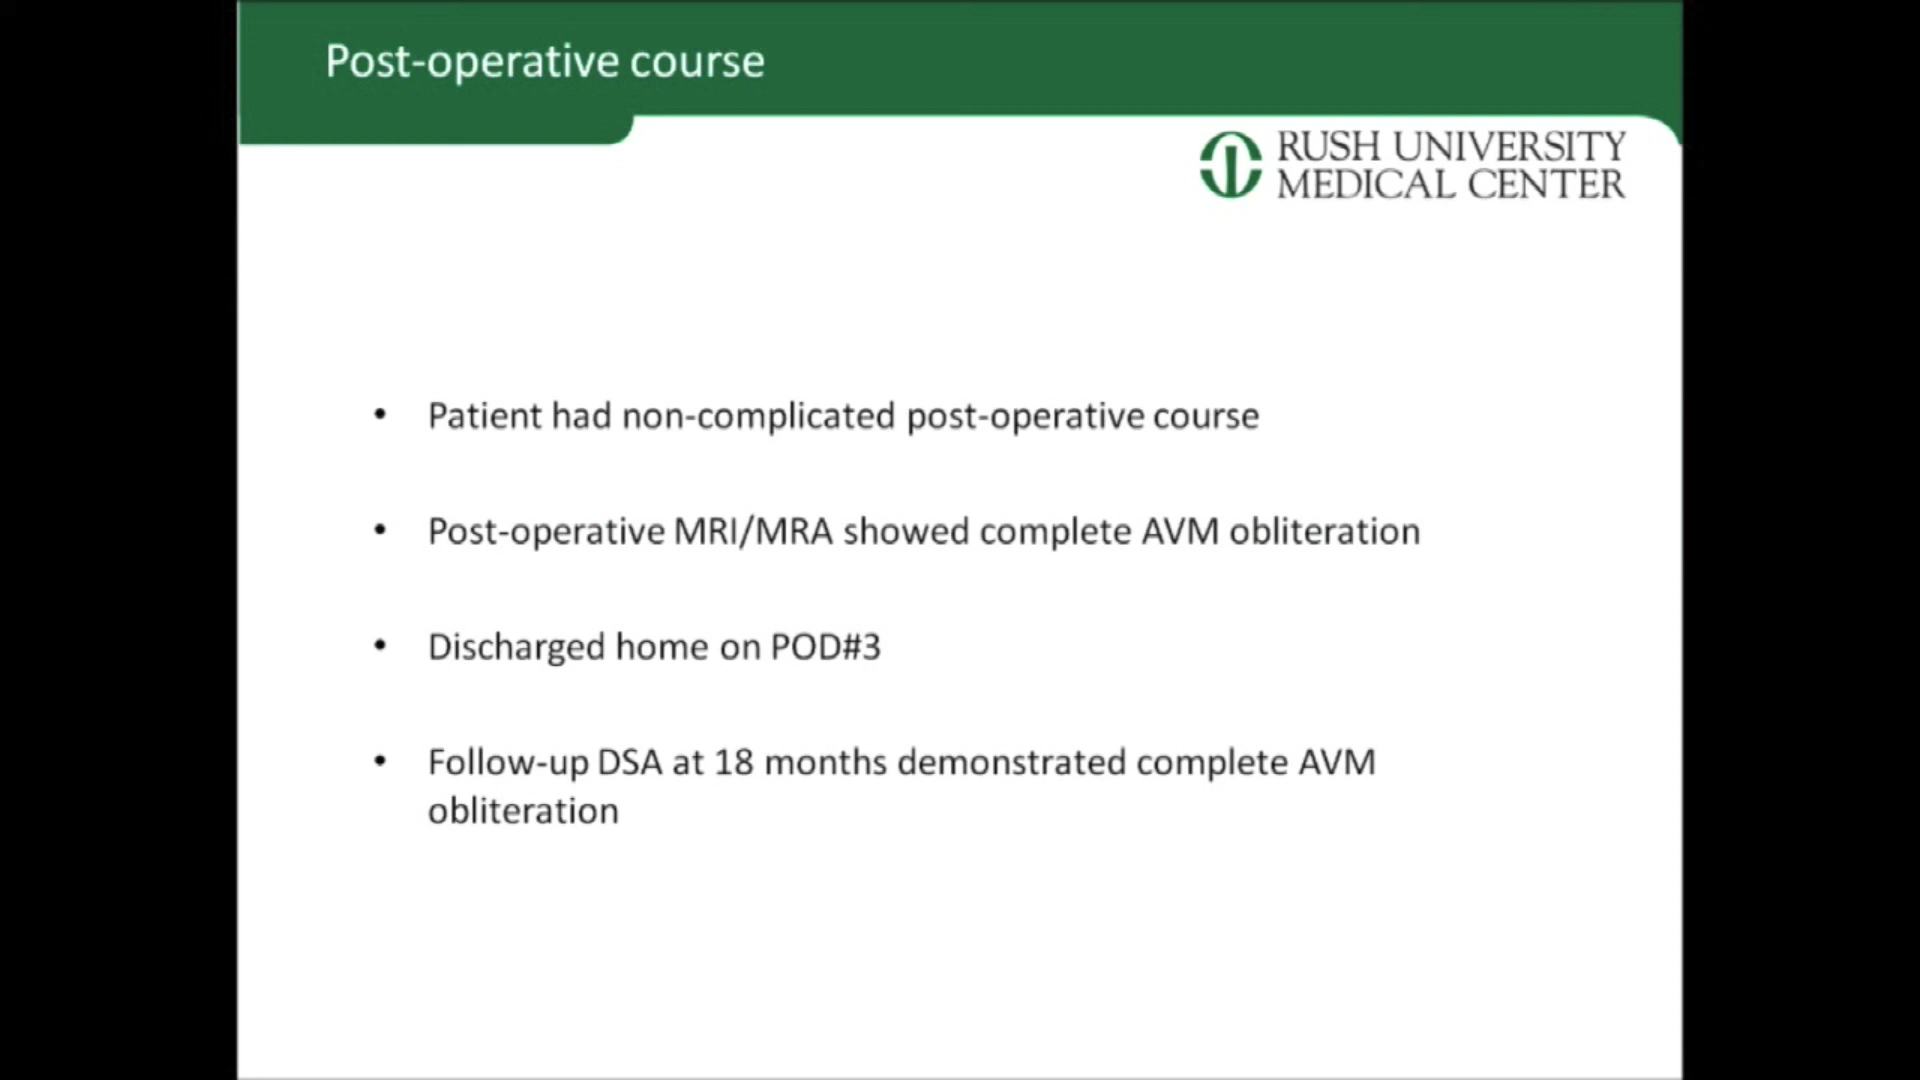 Post-operative course
RUSH UNIVERSITY
MEDICAL CENTER
• Patient had non-complicated post-operative course
• Post-operative MRI/MRA showed complete AVM obliteration
• Discharged home on POD#3
• Follow-up DSA at 18 months demonstrated complete AVM
obliteration